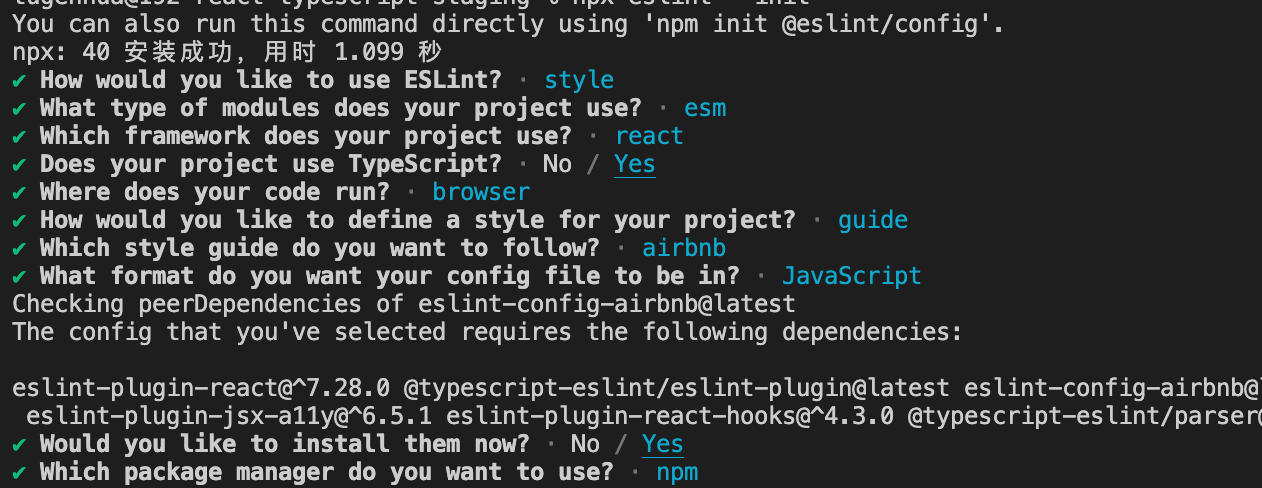 You can also run this command directly using 'npm init @eslint/config'.
npx: 40 安装成功，用时 1.099 秒
✔ How would you like to use ESLint? · style
✔ What type of modules does your project use? · esm
✔ Which framework does your project use? · react
✔ Does your project use TypeScript? · No / Yes
✔ Where does your code run? · browser
✔ How would you like to define a style for your project? · guide
✔ Which style guide do you want to follow? · airbnb
✔ What format do you want your config file to be in? · JavaScript
Checking peerDependencies of eslint-config-airbnb@latest
The config that you've selected requires the following dependencies:
eslint-plugin-react@^7.28.0 @typescript-eslint/eslint-plugin@latest eslint-config-airbnb@
eslint-plugin-jsx-a11y@^6.5.1 eslint-plugin-react-hooks@^4.3.0 @typescript-eslint/parser@
✔ Would you like to install them now? · No / Yes
✔ Which package manager do you want to use? · npm